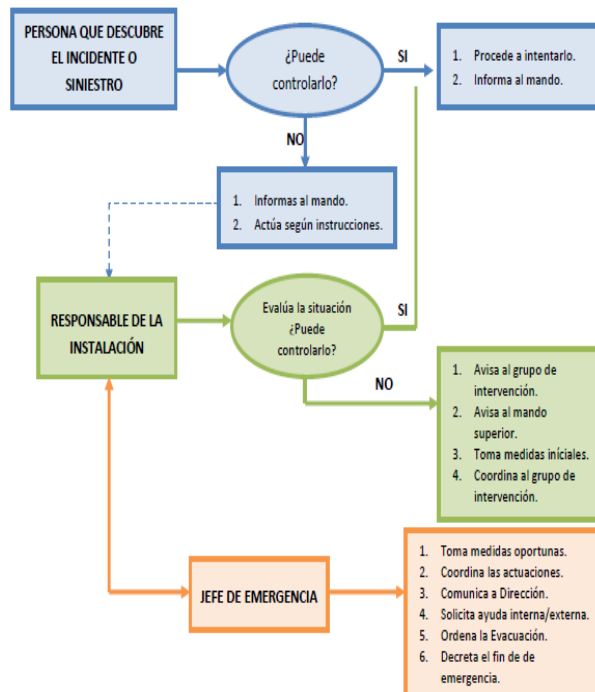 PERSONA QUE DESCUBRE
EL INCIDENTE O
SINIESTRO
¿Puede
controlarlo?
SI
1. Procede a intentarlo.
2. Informa al mando.
NO
1. Informas al mando.
2. Actúa según instrucciones.
RESPONSABLE DE LA
INSTALACIÓN
Evalúa la situación
¿Puede
controlarlo?
SI
NO
1. Avisa al grupo de
intervención.
2. Avisa al mando
superior.
3. Toma medidas iníciales.
4. Coordina al grupo de
intervención.
JEFE DE EMERGENCIA
1. Toma medidas oportunas.
2. Coordina las actuaciones.
3. Comunica a Dirección.
4. Solicita ayuda interna/externa.
5. Ordena la Evacuación.
6. Decreta el fin de de
emergencia.